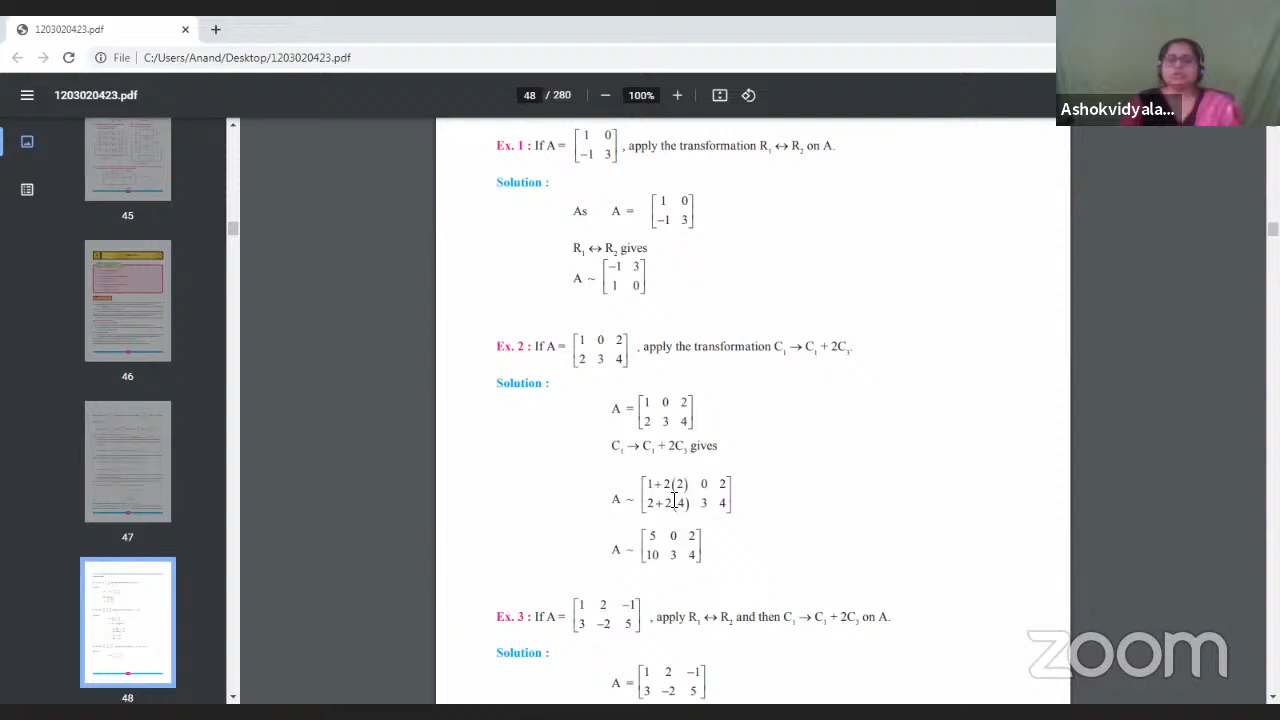 1203020423.pdf
File C:/Users/Anand/Desktop/1203020423.pdf
1203020423.pdf
48 / 280
100%
Ashokvidyala...
45
46
47
48
Ex. 1 : If A = [1 0
−1 3] , apply the transformation R1 ↔ R2 on A.
Solution :
As A = [1 0
−1 3]
R1 ↔ R2 gives
A ~ [−1 3
1 0]
Ex. 2 : If A = [1 0 2
2 3 4] , apply the transformation C1 → C1 + 2C3.
Solution :
A = [1 0 2
2 3 4]
C1 → C1 + 2C3 gives
A ~ [1+2(2) 0 2
2+2(4) 3 4]
A ~ [5 0 2
10 3 4]
Ex. 3 : If A = [1 2 −1
3 −2 5] , apply R1 ↔ R2 and then C1 → C1 + 2C3 on A.
Solution :
A = [1 2 −1
3 −2 5]
zoom